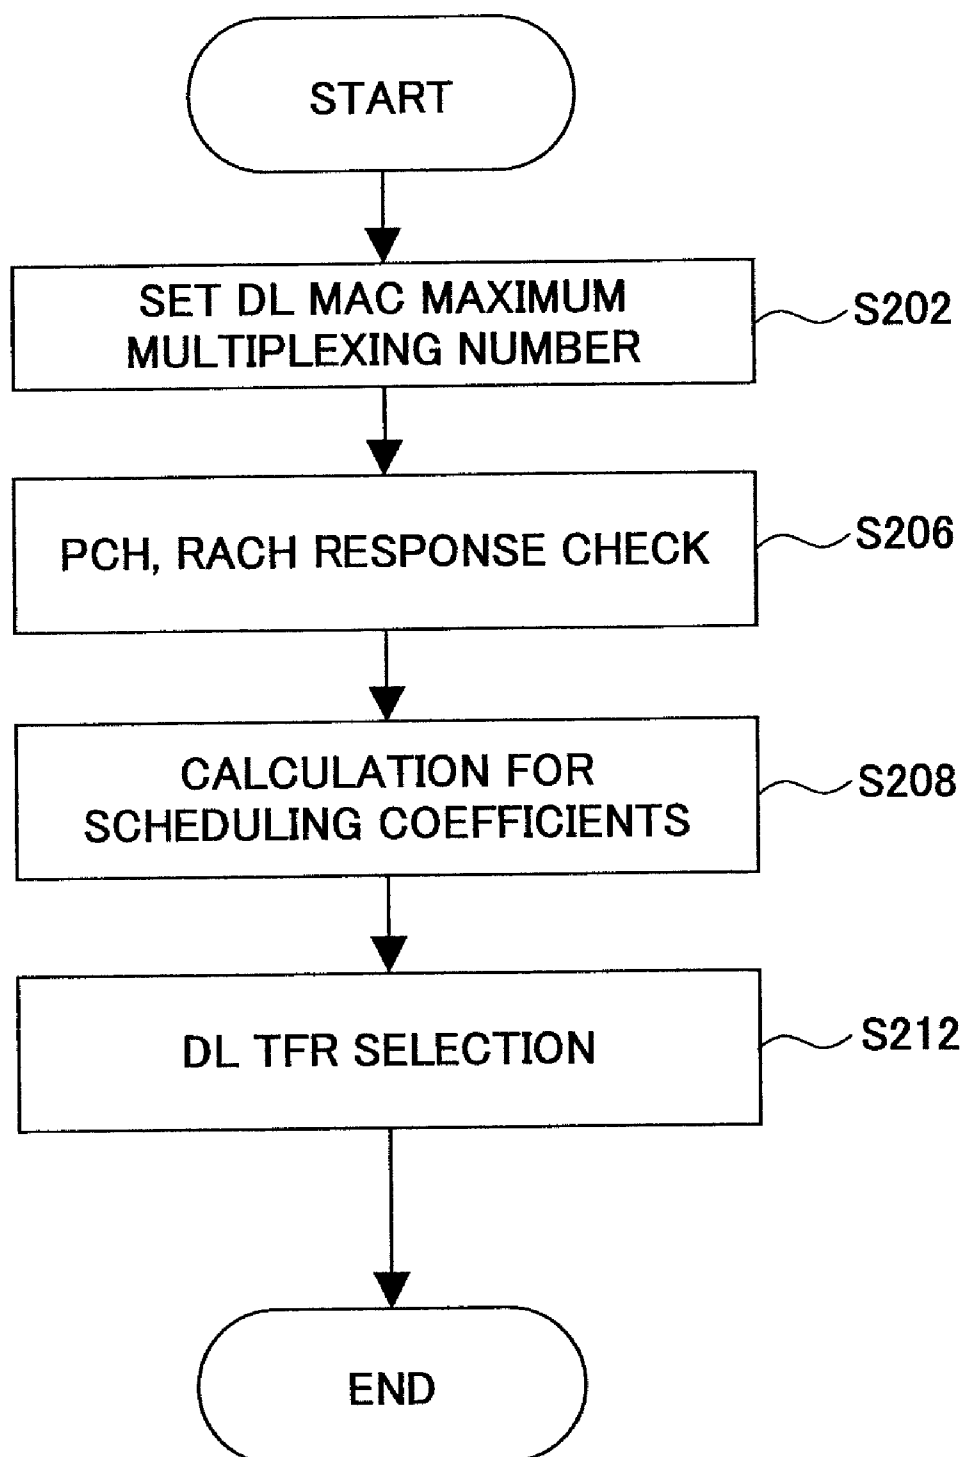 START
SET DL MAC MAXIMUM
MULTIPLEXING NUMBER
S202
PCH, RACH RESPONSE CHECK
S206
CALCULATION FOR
SCHEDULING COEFFICIENTS
S208
DL TFR SELECTION
S212
END